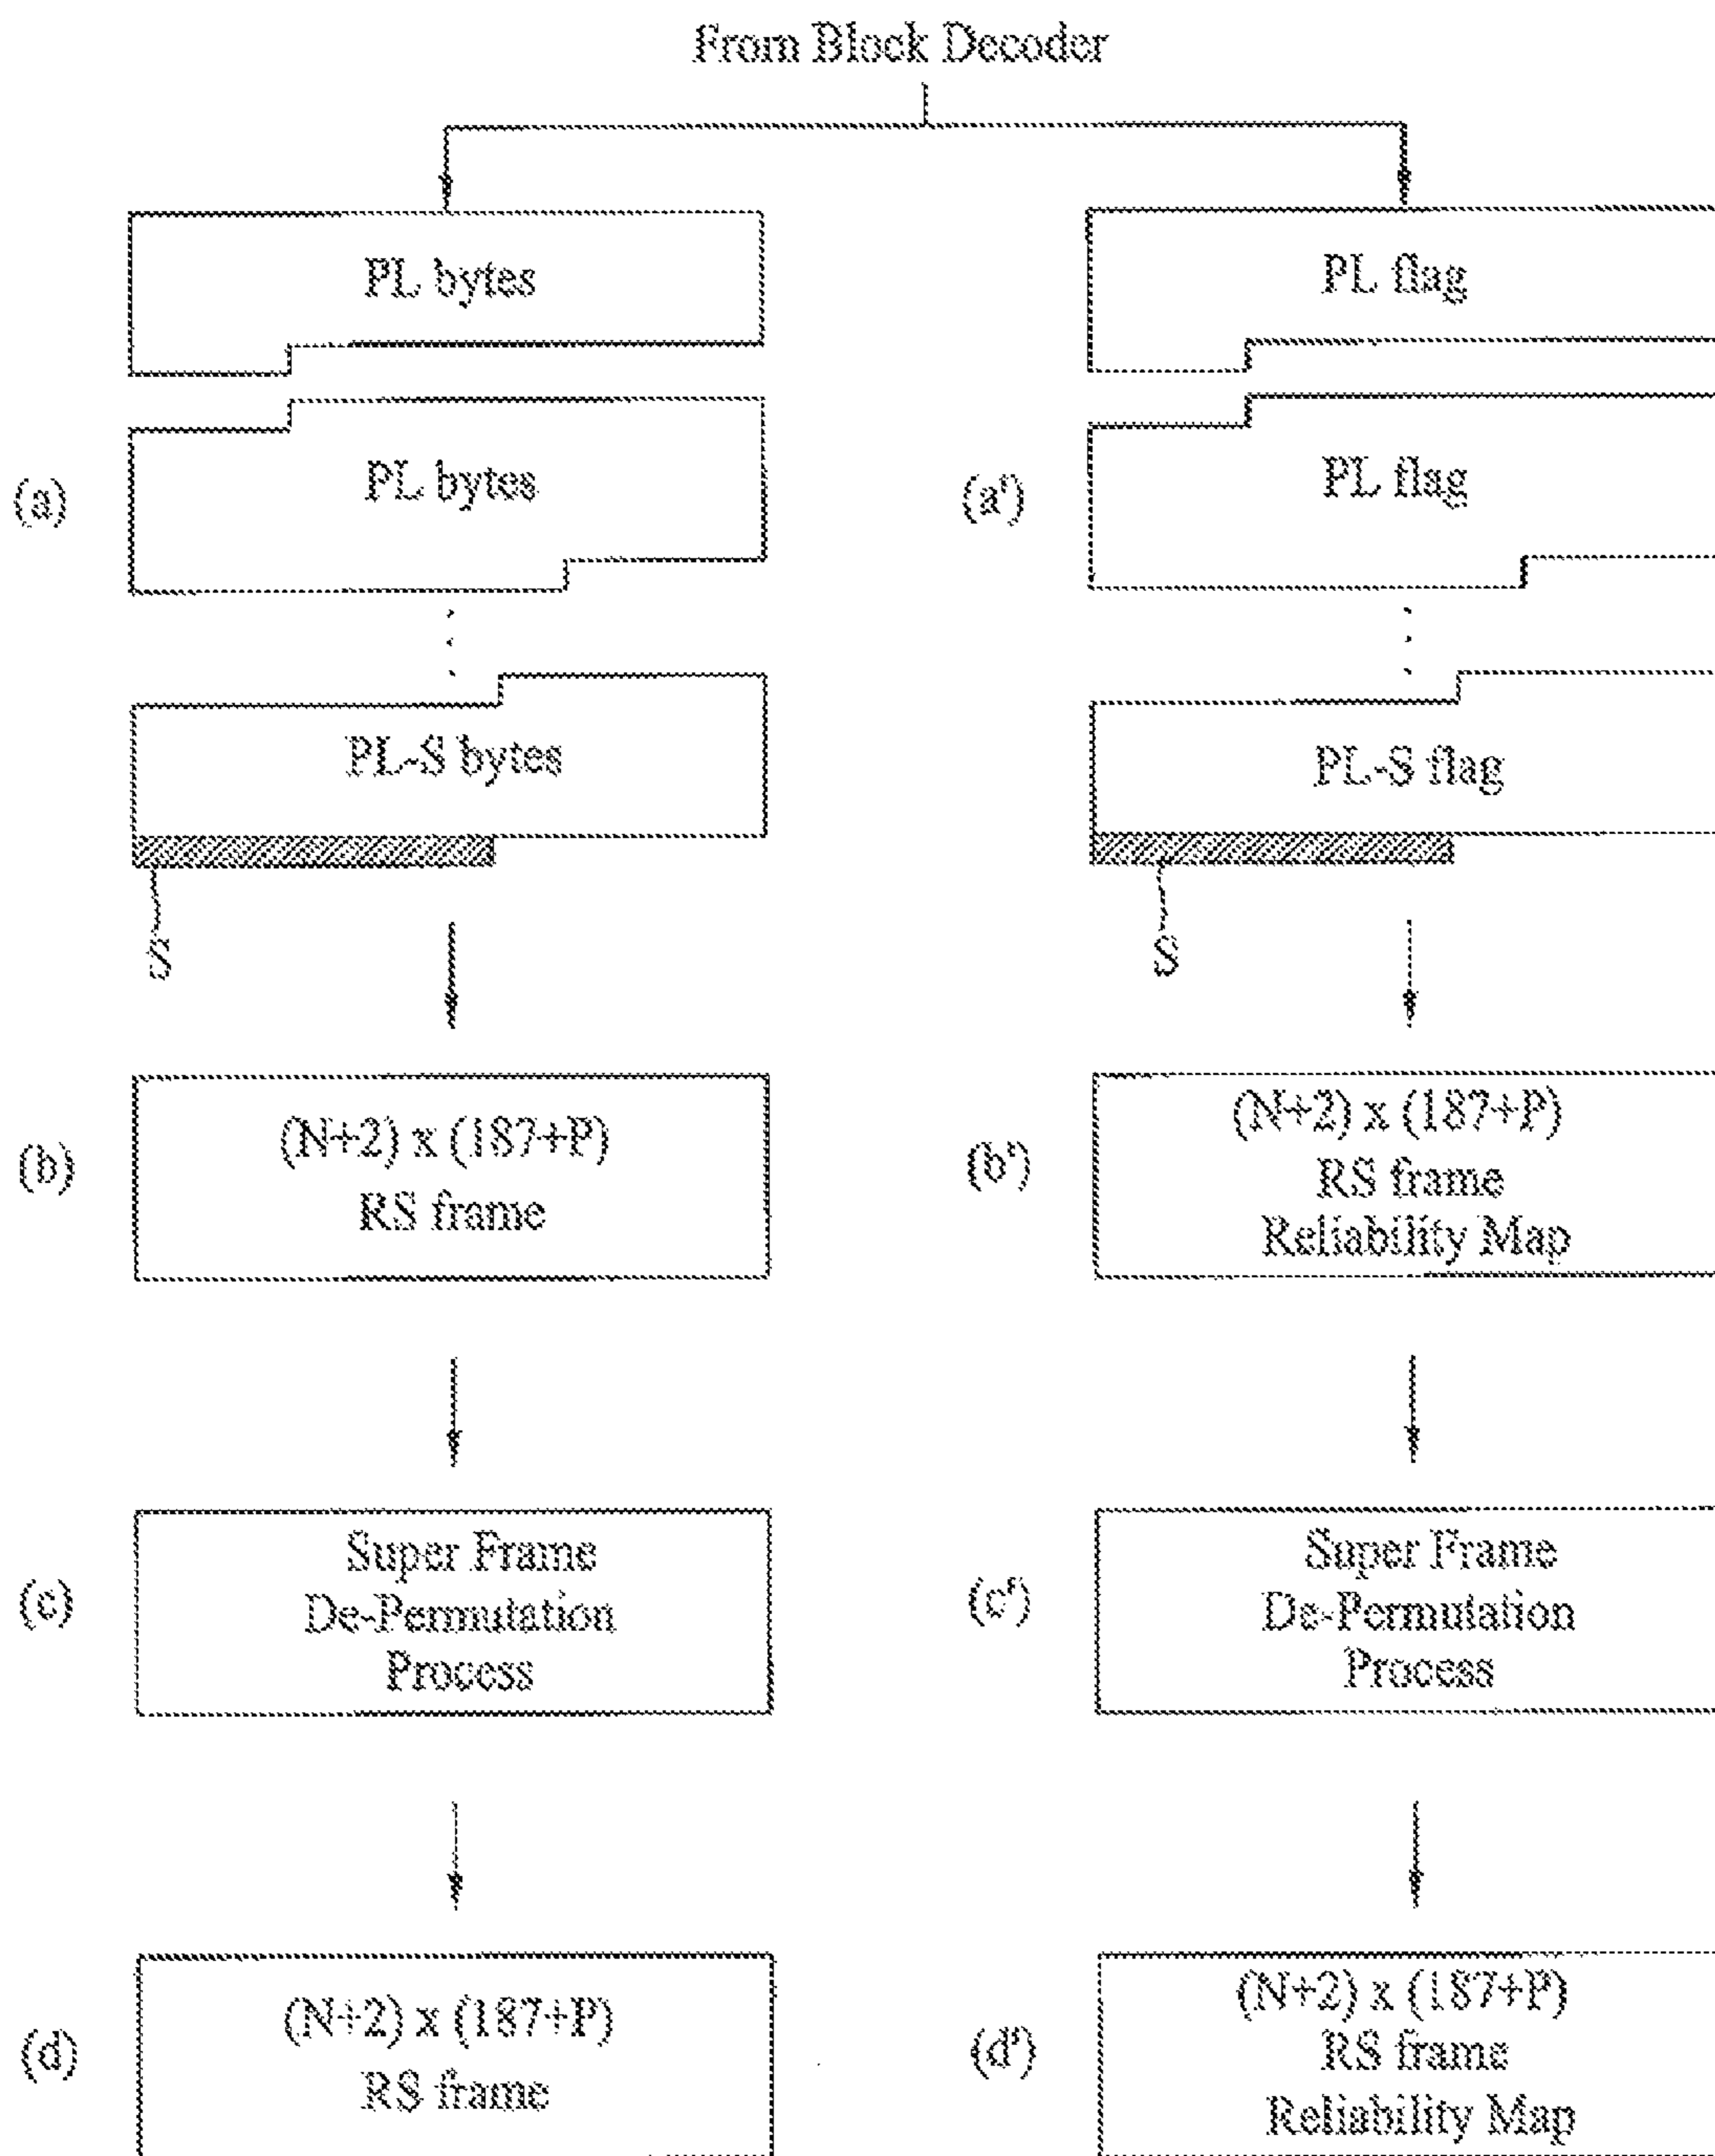 From Block Decoder
PL bytes
PL flag
(a)
PL bytes
(a')
PL flag
PL-S bytes
PL-S flag
S
S
(b)
(N+2) x (187+P)
RS frame
(b')
(N+2) x (187+P)
RS frame
Reliability Map
(c)
Super Frame
De-Permutation
Process
(c')
Super Frame
De-Permutation
Process
(d)
(N+2) x (187+P)
RS frame
(d')
(N+2) x (187+P)
RS frame
Reliability Map